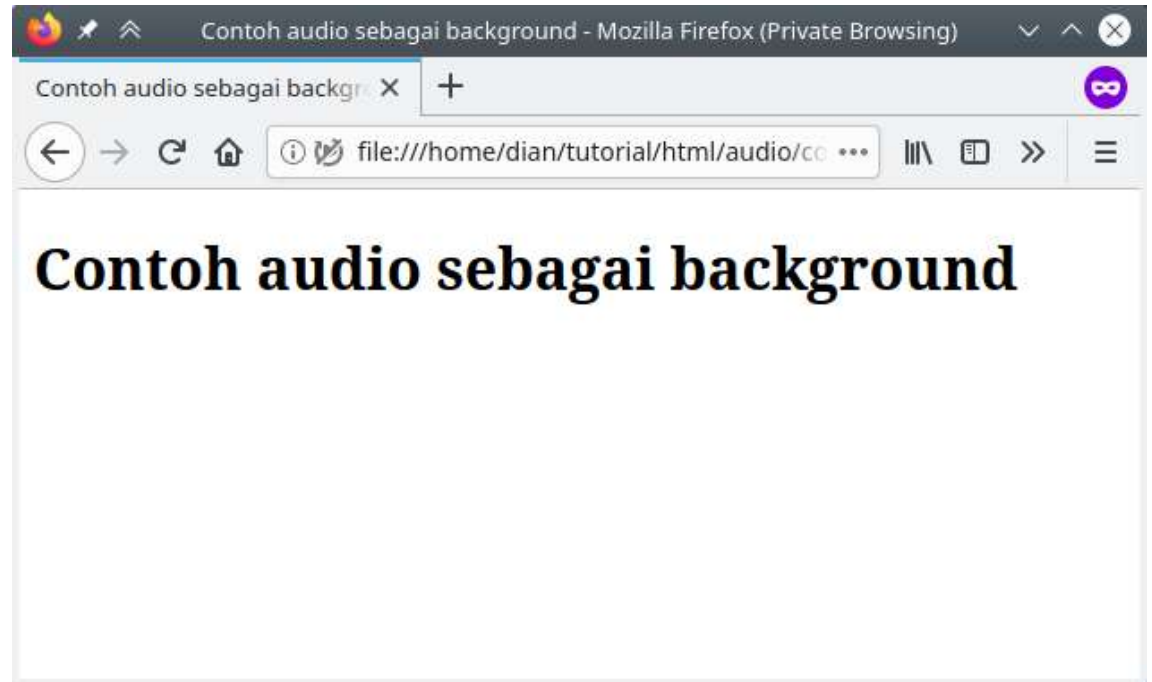 Contoh audio sebagai background - Mozilla Firefox (Private Browsing)
Contoh audio sebagai backgr
file:///home/dian/tutorial/html/audio/co
Contoh audio sebagai background